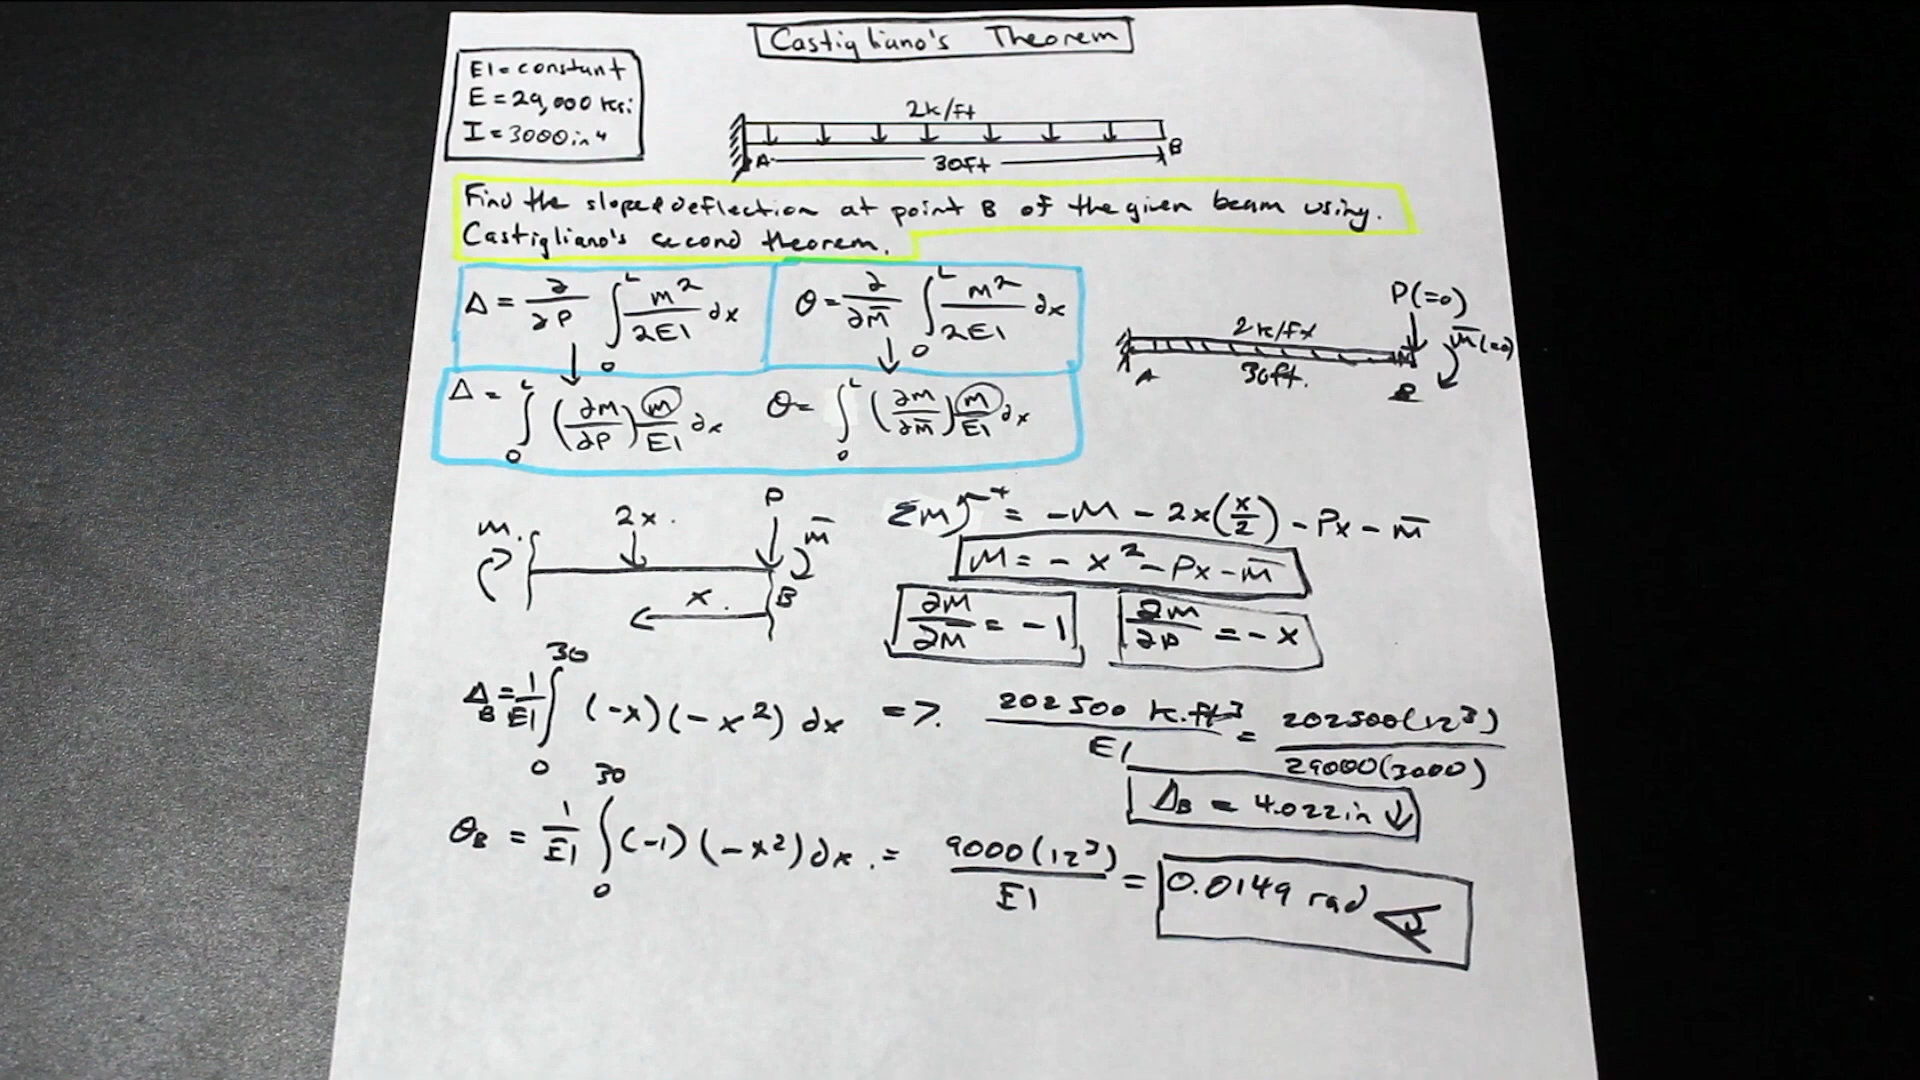 Castigliano's Theorem
EI = constant
E = 29,000 ksi
I = 3000 in⁴
2k/ft
A 30ft B
Find the slope & deflection at point B of the given beam using.
Castigliano's second theorem.
Δ = ∂/∂P ∫₀ᴸ M²/2EI dx
θ = ∂/∂M̅ ∫₀ᴸ M²/2EI dx
P(=0)
2k/ft M̅(=0)
A 30ft. B
Δ = ∫₀ᴸ (∂M/∂P) M/EI dx
θ = ∫₀ᴸ (∂M/∂M̅) M/EI dx
M. 2x. P M̅
x. B
ΣM ⁺ = -M - 2x(x/2) - Px - M̅
M = - x² - Px - M̅
∂M/∂M̅ = -1
∂M/∂P = -x
Δ_B = 1/EI ∫₀³⁰ (-x)(-x²) dx => 202500 k.ft³/EI = 202500(12³)/29000(3000)
Δ_B = 4.022in ↓
θ_B = 1/EI ∫₀³⁰ (-1)(-x²) dx. = 9000(12³)/EI = 0.0149 rad